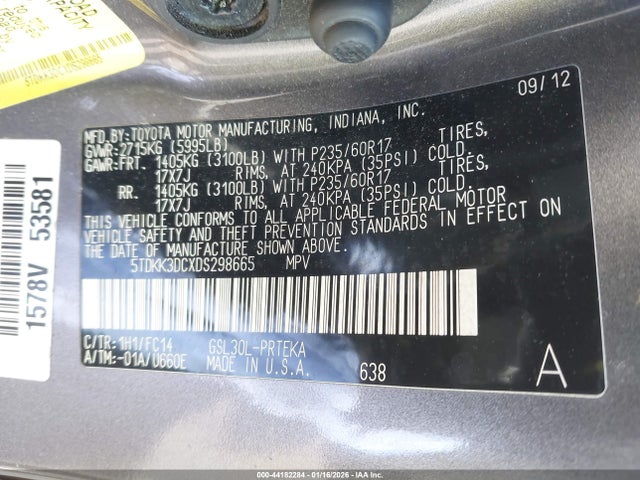 09/12
MFD.BY:TOYOTA MOTOR MANUFACTURING, INDIANA, INC.
GVWR:2715KG (5995LB)
GAWR:FRT. 1405KG (3100LB) WITH P235/60R17 TIRES,
17X7J RIMS, AT 240KPA (35PSI) COLD.
RR. 1405KG (3100LB) WITH P235/60R17 TIRES,
17X7J RIMS, AT 240KPA (35PSI) COLD.
THIS VEHICLE CONFORMS TO ALL APPLICABLE FEDERAL MOTOR
VEHICLE SAFETY AND THEFT PREVENTION STANDARDS IN EFFECT ON
THE DATE OF MANUFACTURE SHOWN ABOVE.
5TDKK3DCXDS298665 MPV
C/TR:1H1/FC14 GSL30L-PRTEKA
A/TM:-01A/U660E MADE IN U.S.A.
638
A
1578V 53581
000-44182284 | 01/16/2026 - IAA Inc.